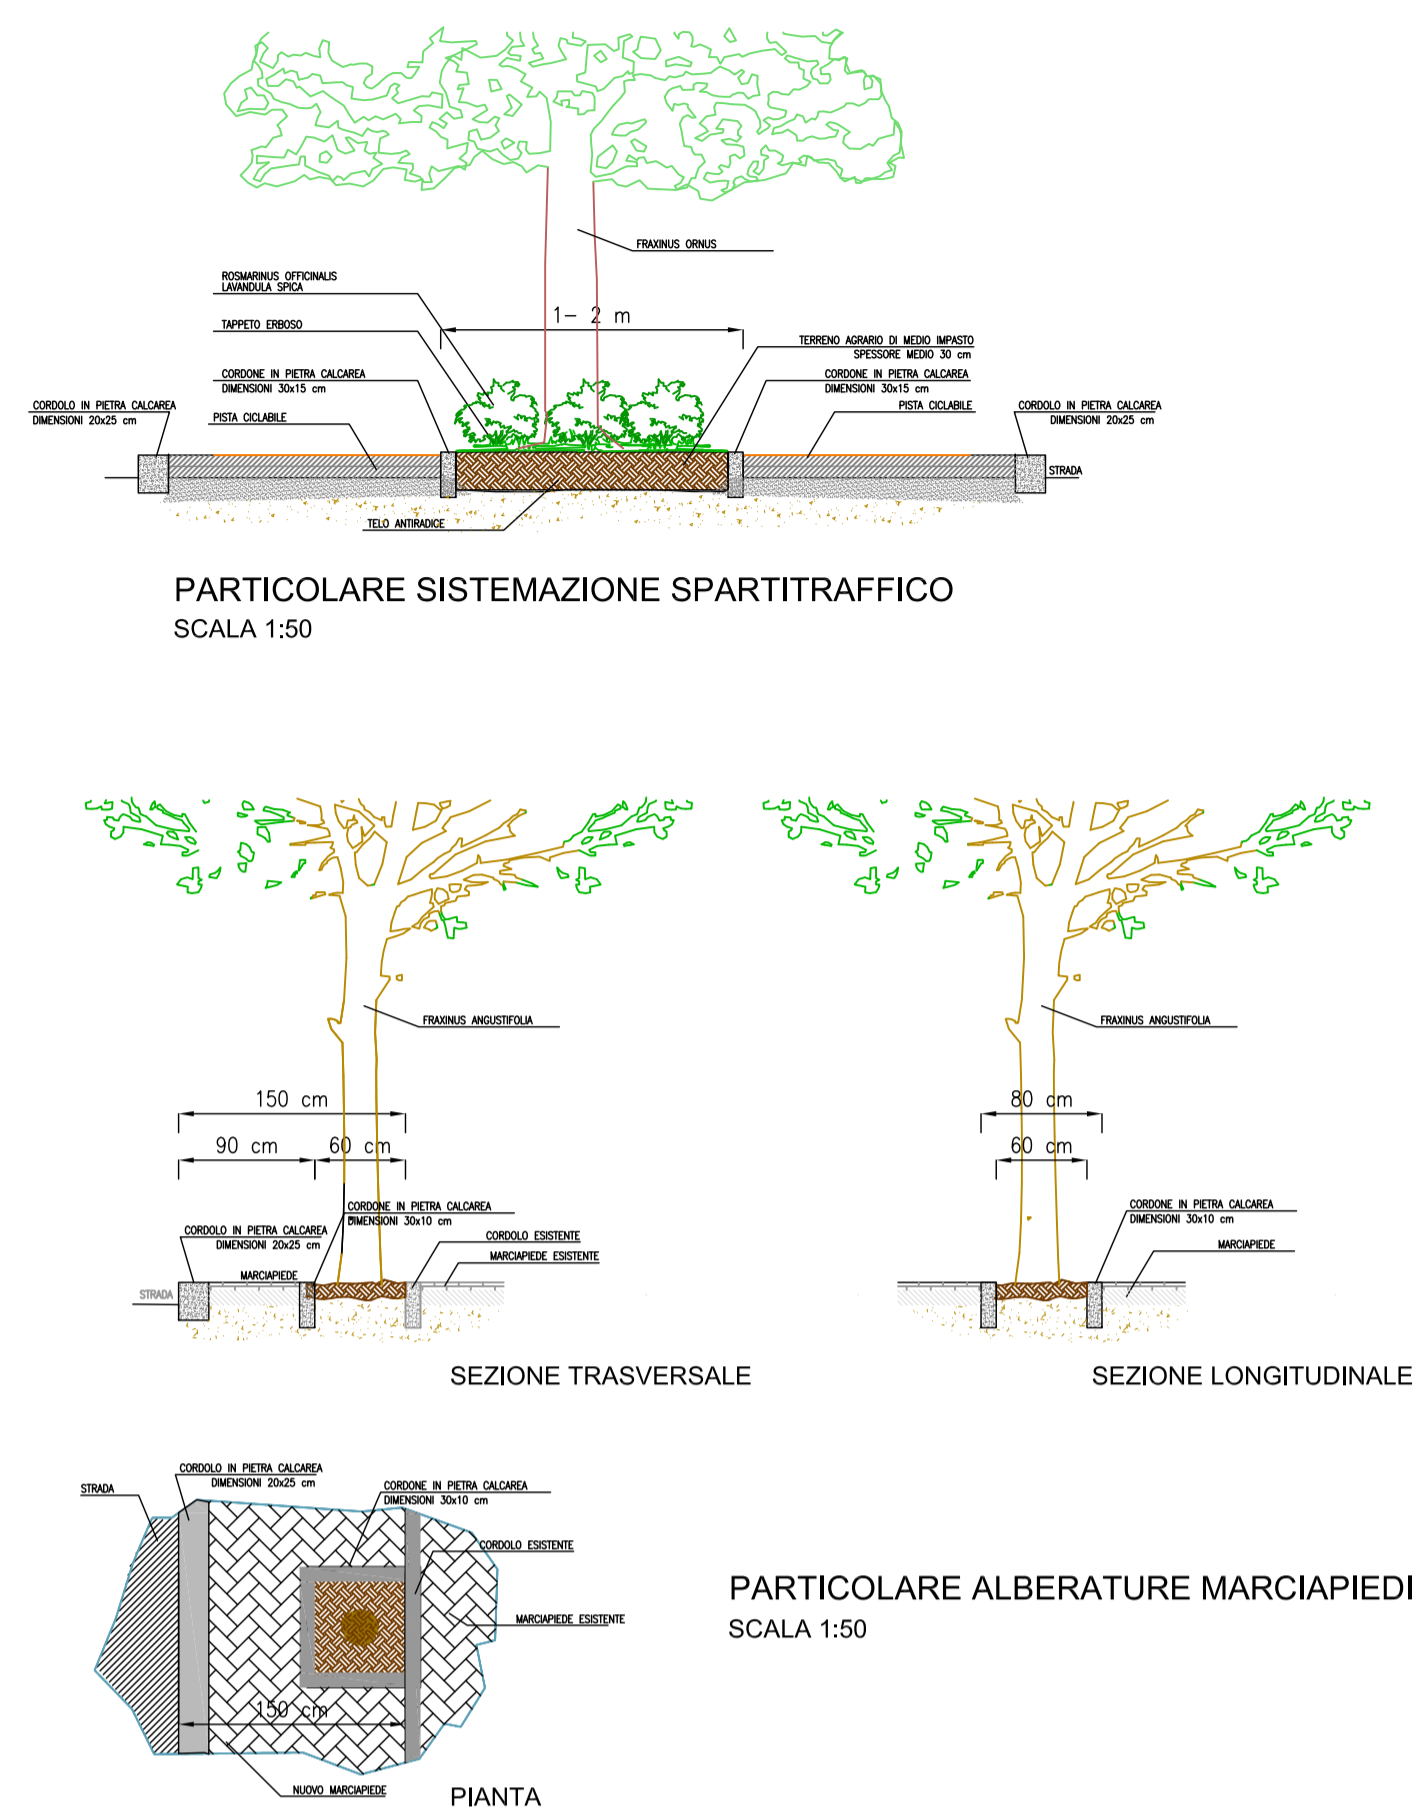 FRAXINUS ORNUS
ROSMARINUS OFFICINALIS
LAVANDULA SPICA
1- 2 m
TAPPETO ERBOSO
TERRENO AGRARIO DI MEDIO IMPASTO
SPESSORE MEDIO 30 cm
CORDONE IN PIETRA CALCAREA
DIMENSIONI 30x15 cm
CORDONE IN PIETRA CALCAREA
DIMENSIONI 30x15 cm
CORDOLO IN PIETRA CALCAREA
DIMENSIONI 20x25 cm
PISTA CICLABILE
PISTA CICLABILE
CORDOLO IN PIETRA CALCAREA
DIMENSIONI 20x25 cm
STRADA
TELO ANTIRADICE
PARTICOLARE SISTEMAZIONE SPARTITRAFFICO
SCALA 1:50
FRAXINUS ANGUSTIFOLIA
150 cm
90 cm
60 cm
CORDONE IN PIETRA CALCAREA
DIMENSIONI 30x10 cm
CORDOLO IN PIETRA CALCAREA
DIMENSIONI 20x25 cm
CORDOLO ESISTENTE
MARCIAPIEDE ESISTENTE
MARCIAPIEDE
STRADA
SEZIONE TRASVERSALE
FRAXINUS ANGUSTIFOLIA
80 cm
60 cm
CORDONE IN PIETRA CALCAREA
DIMENSIONI 30x10 cm
MARCIAPIEDE
SEZIONE LONGITUDINALE
CORDOLO IN PIETRA CALCAREA
DIMENSIONI 20x25 cm
STRADA
CORDONE IN PIETRA CALCAREA
DIMENSIONI 30x10 cm
CORDOLO ESISTENTE
MARCIAPIEDE ESISTENTE
150 cm
NUOVO MARCIAPIEDE
PIANTA
PARTICOLARE ALBERATURE MARCIAPIEDI
SCALA 1:50